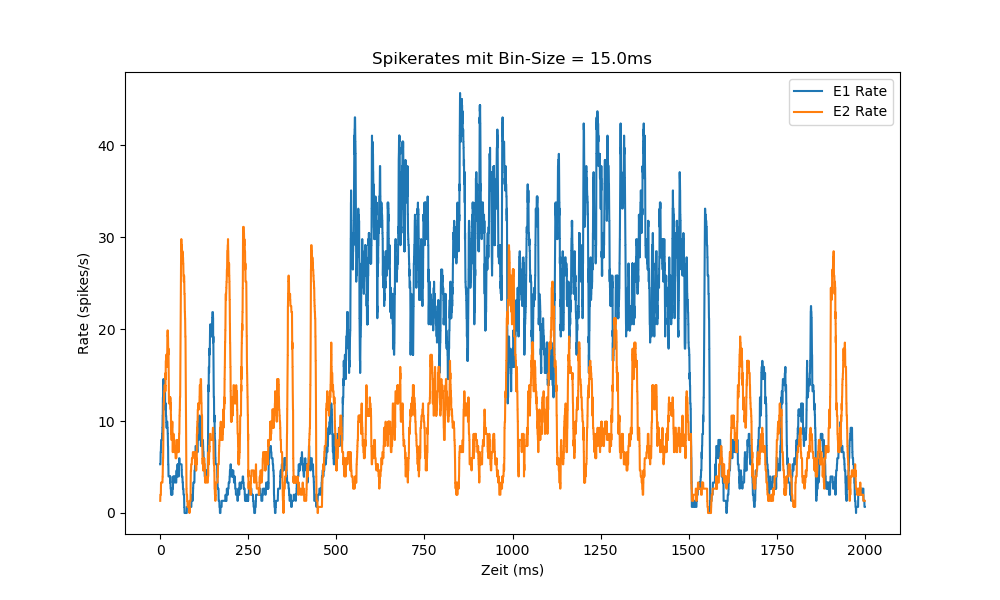 Spikerates mit Bin-Size = 15.0ms
E1 Rate
E2 Rate
Rate (spikes/s)
40
30
20
10
0
0 250 500 750 1000 1250 1500 1750 2000
Zeit (ms)